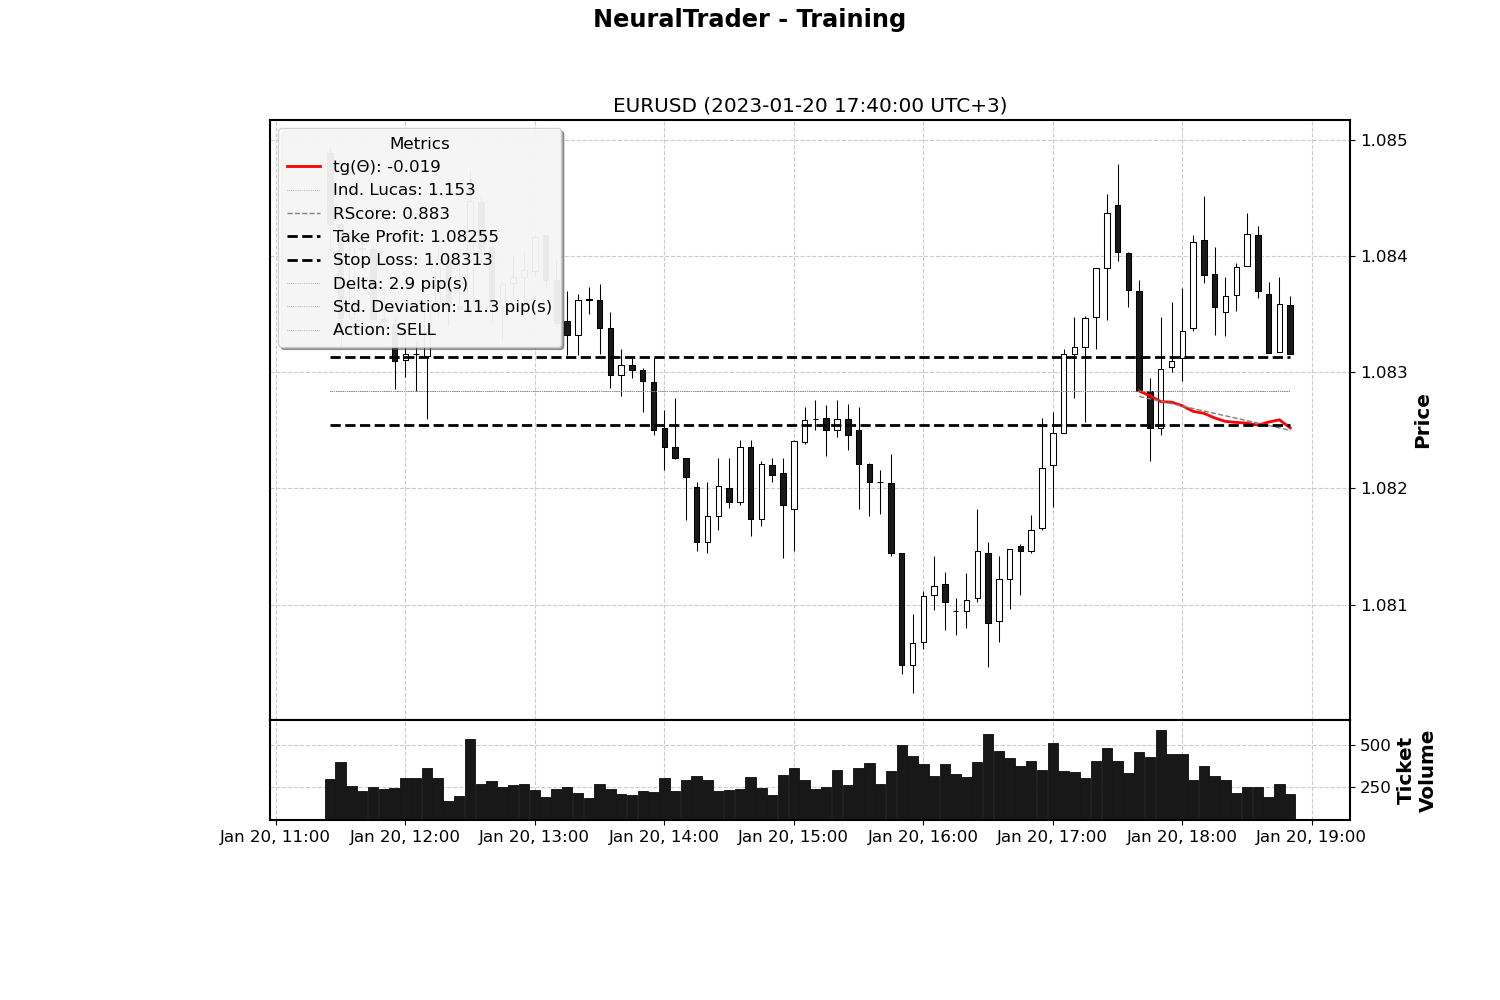 NeuralTrader - Training
EURUSD (2023-01-20 17:40:00 UTC+3)
Metrics
tg(Θ): -0.019
Ind. Lucas: 1.153
RScore: 0.883
Take Profit: 1.08255
Stop Loss: 1.08313
Delta: 2.9 pip(s)
Std. Deviation: 11.3 pip(s)
Action: SELL
1.085
1.084
1.083
1.082
1.081
Price
500
250
Ticket
Volume
Jan 20, 11:00 Jan 20, 12:00 Jan 20, 13:00 Jan 20, 14:00 Jan 20, 15:00 Jan 20, 16:00 Jan 20, 17:00 Jan 20, 18:00 Jan 20, 19:00